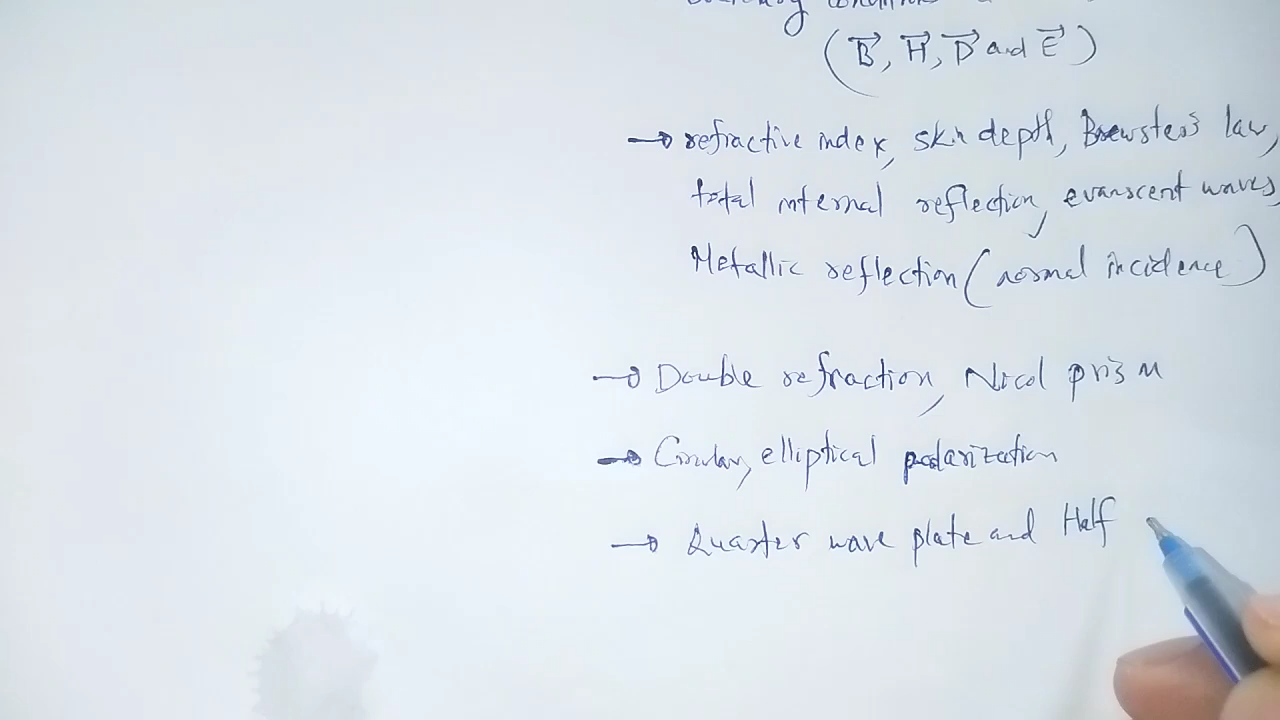 (B⃗, H⃗, D⃗ and E⃗)
→ refractive index, skin depth, Brewster's law,
total internal reflection, evanscent waves,
Metallic reflection (normal incidence)
→ Double refraction, Nicol prism
→ Circular, elliptical polarization
→ Quarter wave plate and Half